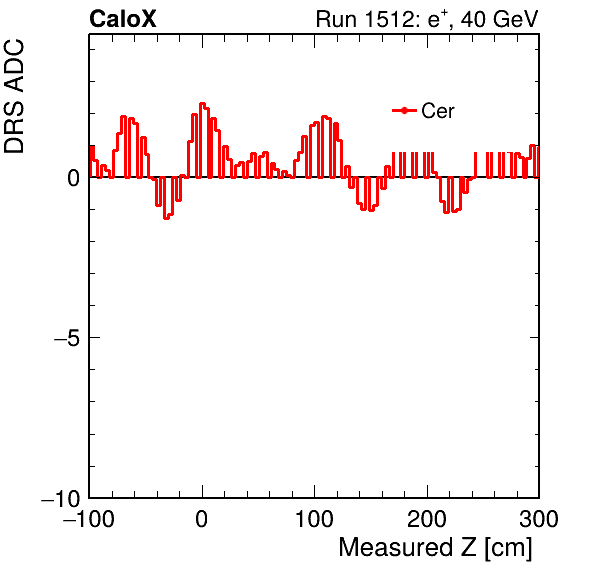 CaloX Run 1512: e⁺, 40 GeV
DRS ADC
Cer
0
−5
−10
−100 0 100 200 300
Measured Z [cm]